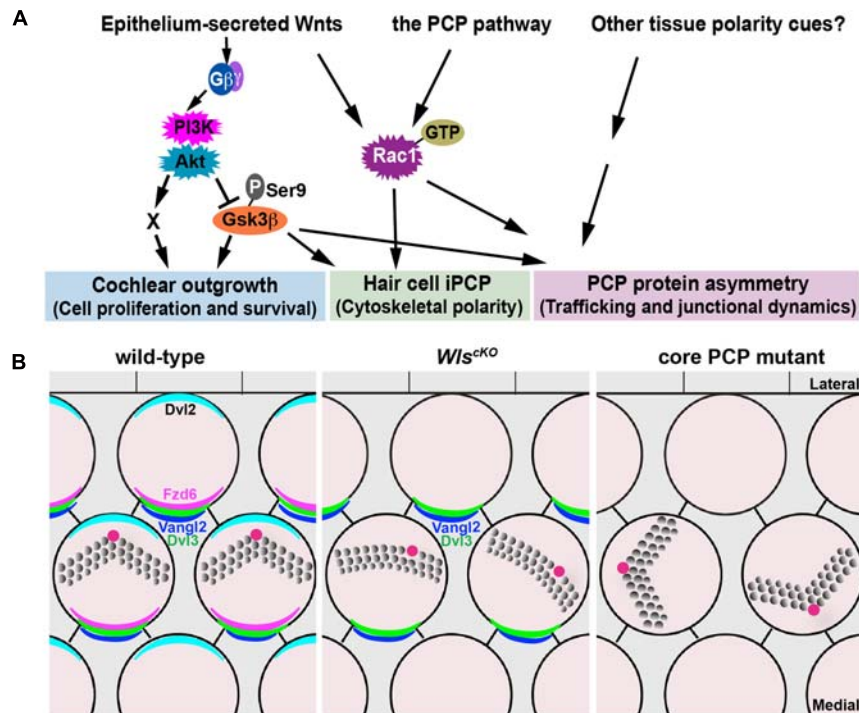 A
Epithelium-secreted Wnts the PCP pathway Other tissue polarity cues?
Gβγ
PI3K
GTP
Rac1
Akt
P
Ser9
X
Gsk3β
Cochlear outgrowth
(Cell proliferation and survival)
Hair cell iPCP
(Cytoskeletal polarity)
PCP protein asymmetry
(Trafficking and junctional dynamics)
B
wild-type Wls^cKO core PCP mutant
Lateral
Dvl2
Fzd6
Vangl2
Dvl3
Vangl2
Dvl3
Medial